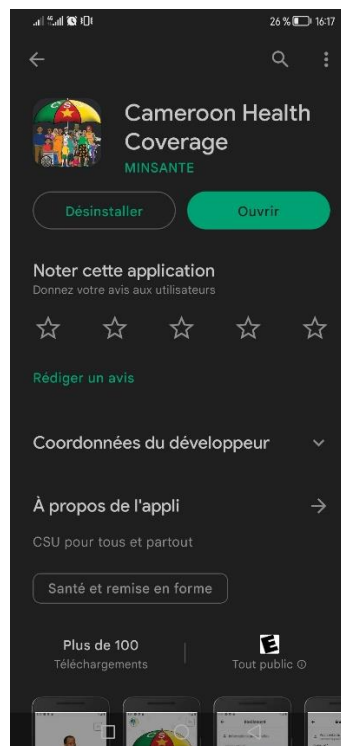 26 % 16:17
Cameroon Health
Coverage
MINSANTE
Désinstaller
Ouvrir
Noter cette application
Donnez votre avis aux utilisateurs
Rédiger un avis
Coordonnées du développeur
À propos de l'appli
CSU pour tous et partout
Santé et remise en forme
Plus de 100
Téléchargements
E
Tout public